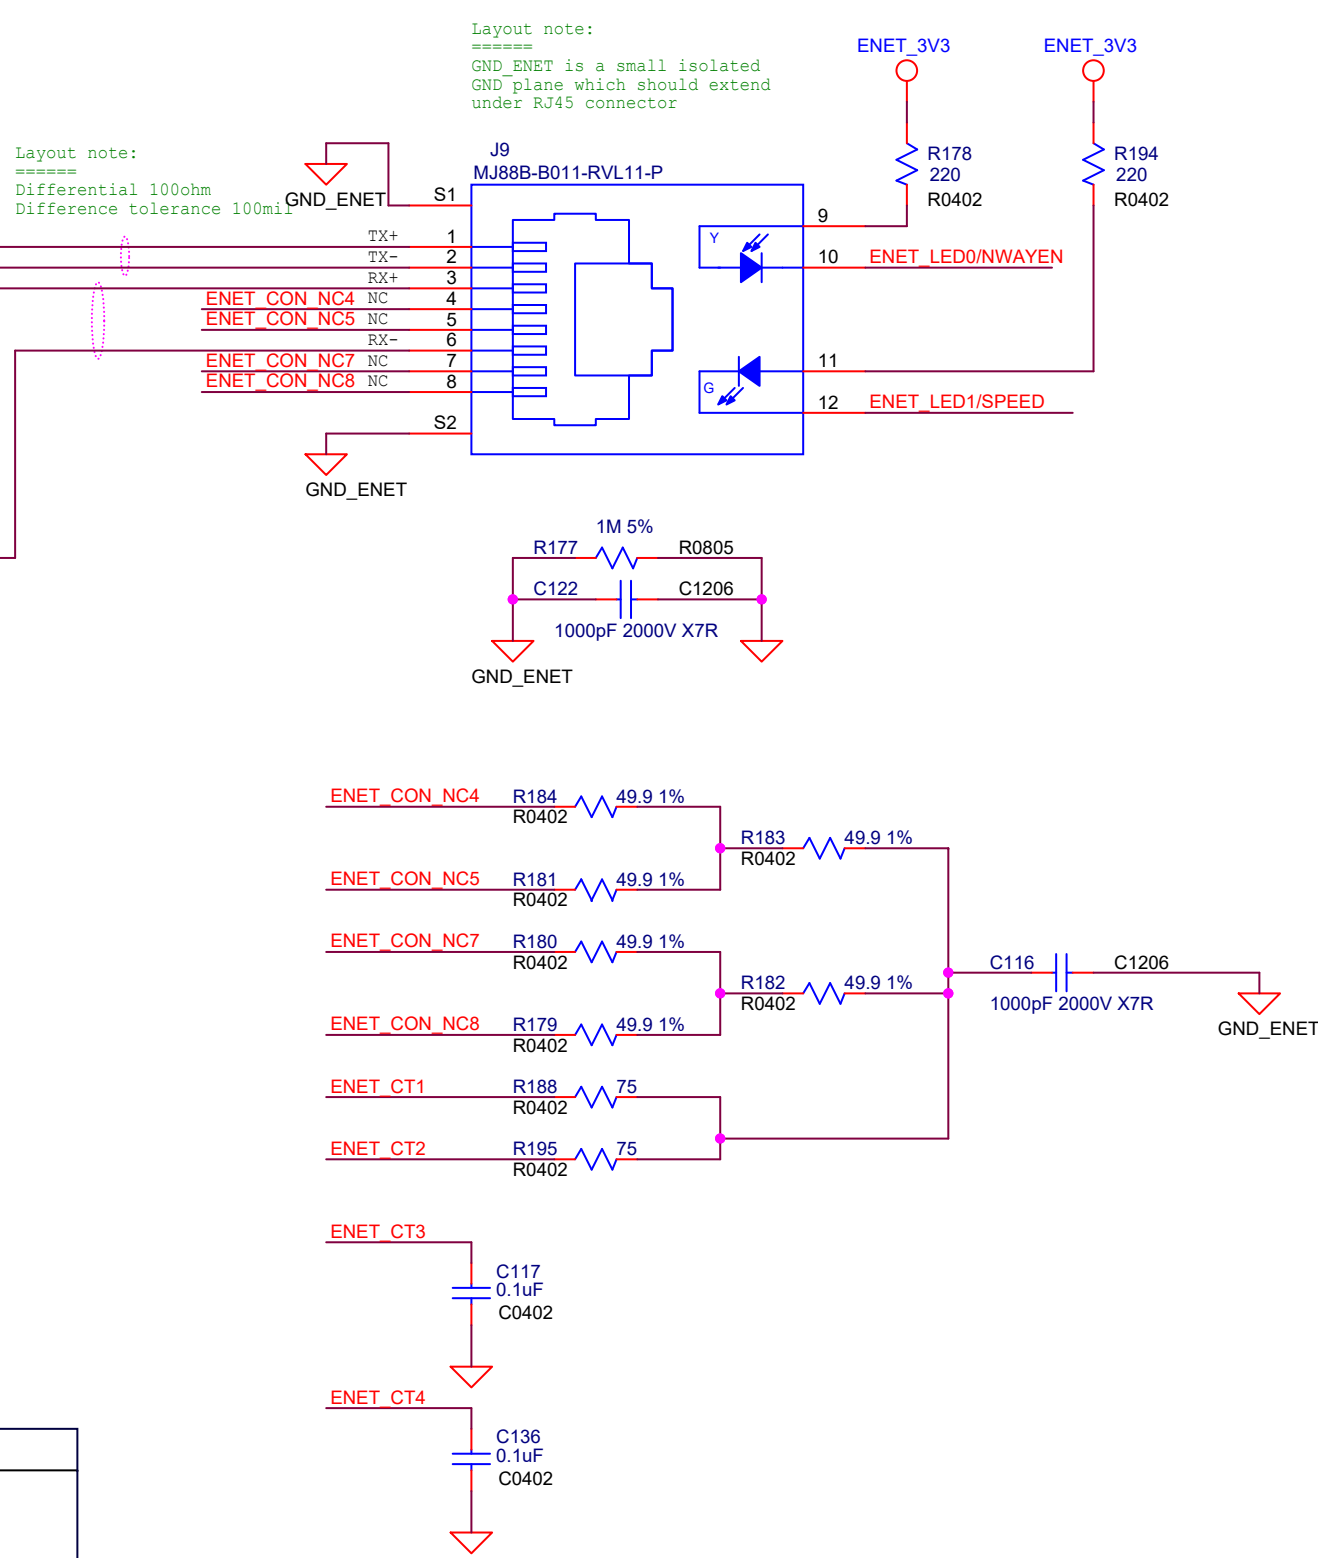 Layout note:
======
GND_ENET is a small isolated
GND plane which should extend
under RJ45 connector
ENET_3V3
ENET_3V3
Layout note:
======
Differential 100ohm
Difference tolerance 100mil
GND_ENET
J9
MJ88B-B011-RVL11-P
R178
220
R0402
R194
220
R0402
S1
TX+ 1
TX- 2
RX+ 3
ENET_CON_NC4 NC 4
ENET_CON_NC5 NC 5
RX- 6
ENET_CON_NC7 NC 7
ENET_CON_NC8 NC 8
S2
GND_ENET
Y
9
10 ENET_LED0/NWAYEN
G
11
12 ENET_LED1/SPEED
1M 5%
R177 R0805
C122 C1206
1000pF 2000V X7R
GND_ENET
ENET_CON_NC4 R184 49.9 1%
R0402
R183 49.9 1%
R0402
ENET_CON_NC5 R181 49.9 1%
R0402
ENET_CON_NC7 R180 49.9 1%
R0402
R182 49.9 1%
R0402
C116 C1206
1000pF 2000V X7R
GND_ENET
ENET_CON_NC8 R179 49.9 1%
R0402
ENET_CT1 R188 75
R0402
ENET_CT2 R195 75
R0402
ENET_CT3
C117
0.1uF
C0402
ENET_CT4
C136
0.1uF
C0402